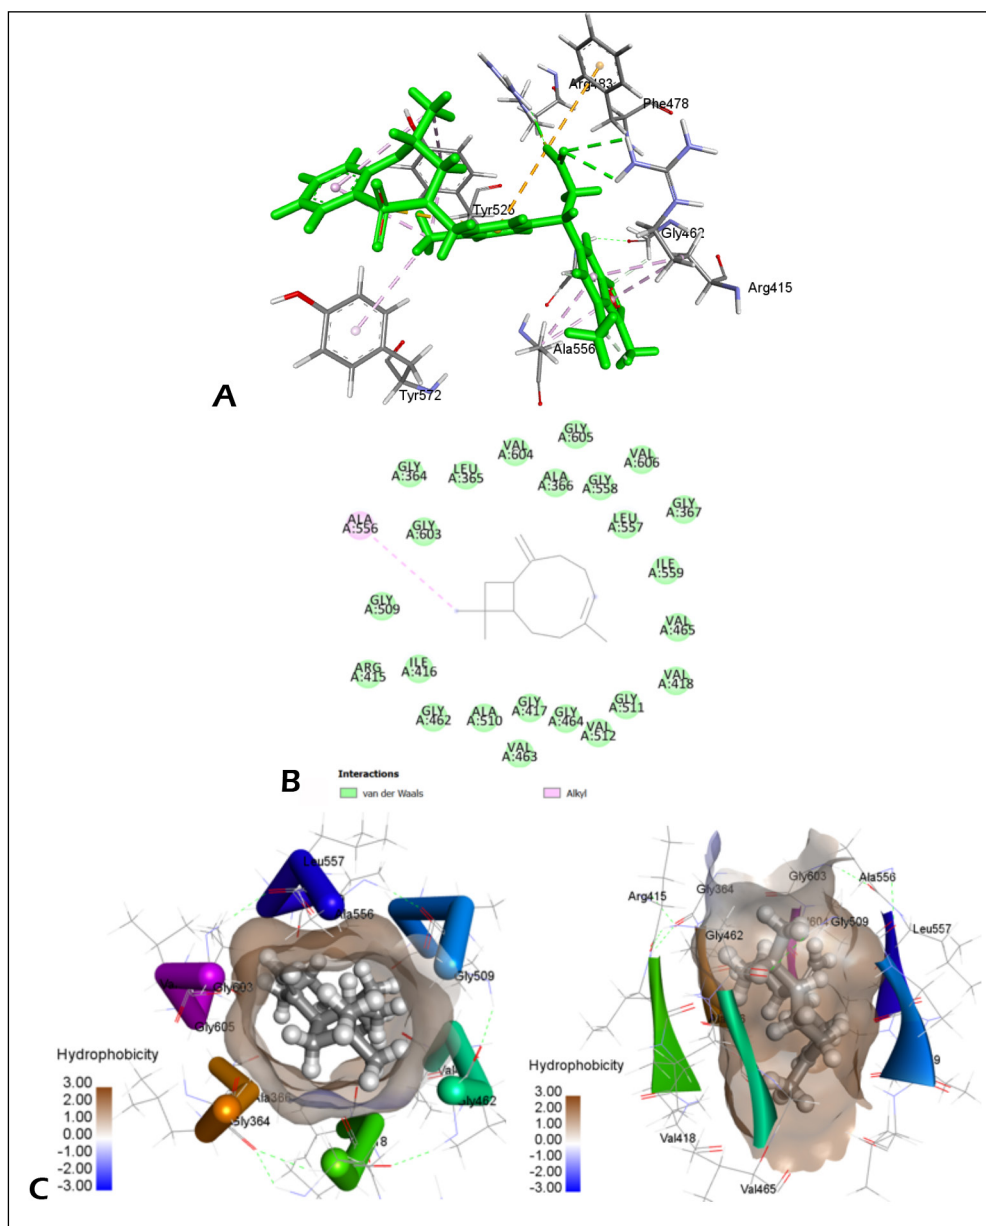 Arg483
Phe478
Tyr525
Gly462
Arg415
Ala556
Tyr572
A
GLY
A:605
VAL
A:604
VAL
A:606
GLY
A:364
LEU
A:365
ALA
A:366
GLY
A:558
GLY
A:367
ALA
A:556
GLY
A:603
LEU
A:557
ILE
A:559
GLY
A:509
VAL
A:465
ARG
A:415
ILE
A:416
VAL
A:418
GLY
A:462
ALA
A:510
GLY
A:417
GLY
A:464
GLY
A:511
VAL
A:512
VAL
A:463
B
Interactions
van der Waals
Alkyl
Leu557
Ala556
Gly509
Gly603
Gly605
Gly462
Gly364
Hydrophobicity
3.00
2.00
1.00
0.00
-1.00
-2.00
-3.00
C
Gly603
Ala556
Gly364
Arg415
Gly509
Leu557
Gly462
Val418
Val465
Hydrophobicity
3.00
2.00
1.00
0.00
-1.00
-2.00
-3.00